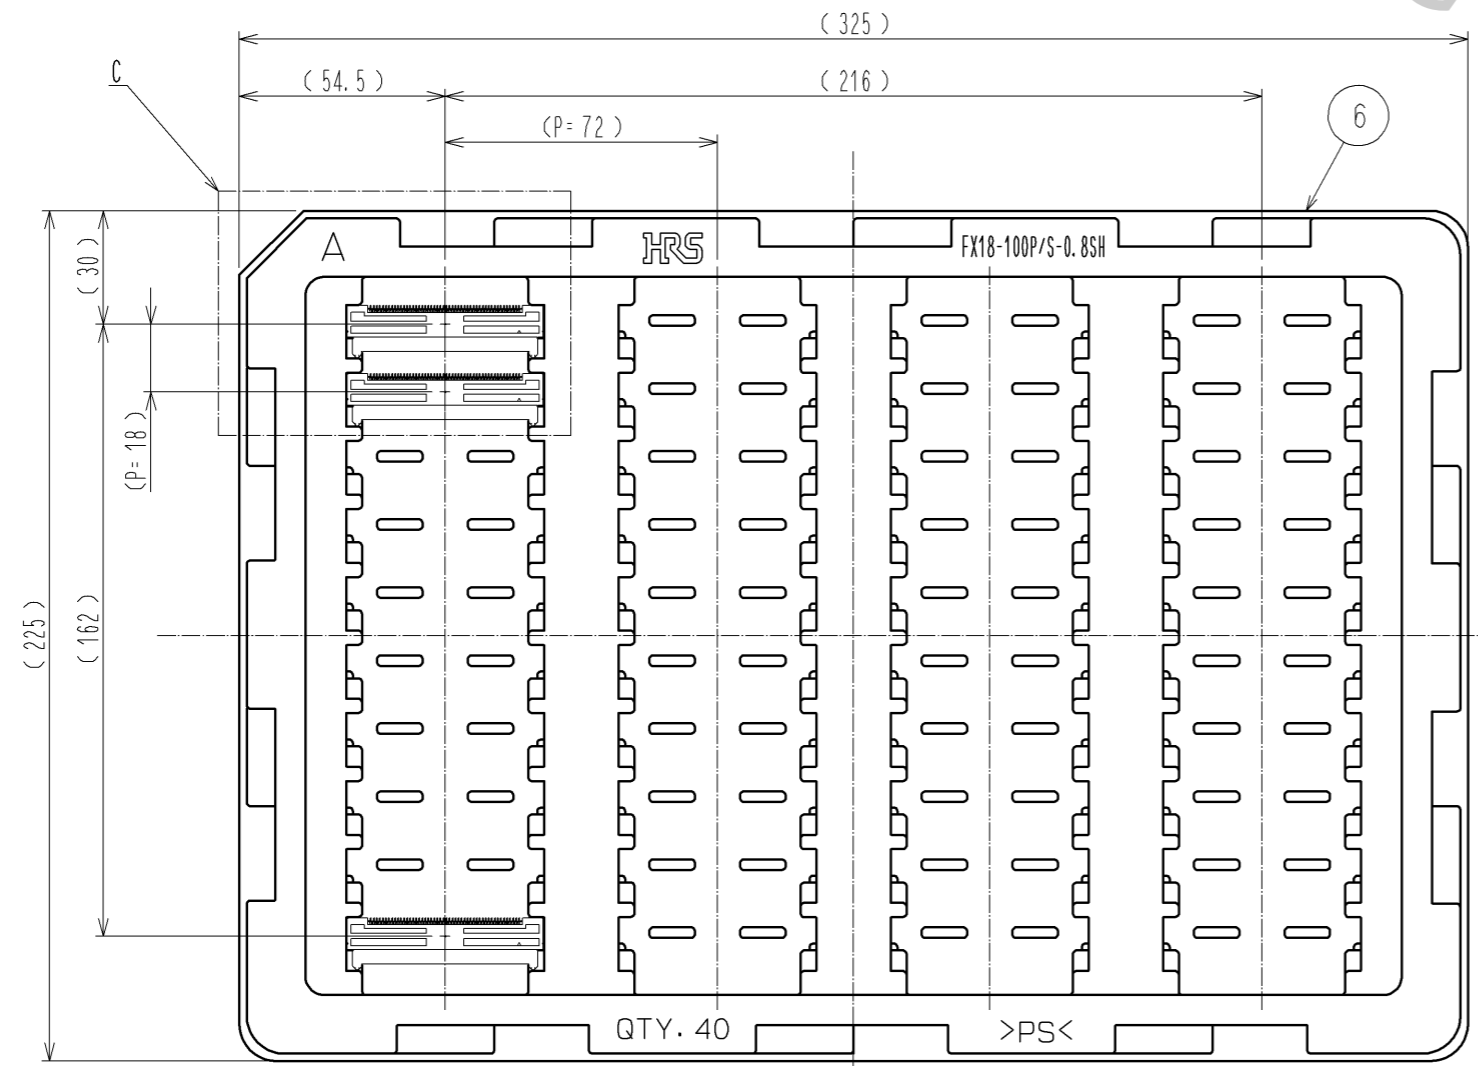 ( 325 )
C
( 54.5 )
( 216 )
(P=72)
6
A
HRS
FX18-100P/S-0.8SH
( 30 )
(P=18)
( 225 )
( 162 )
QTY. 40
>PS<